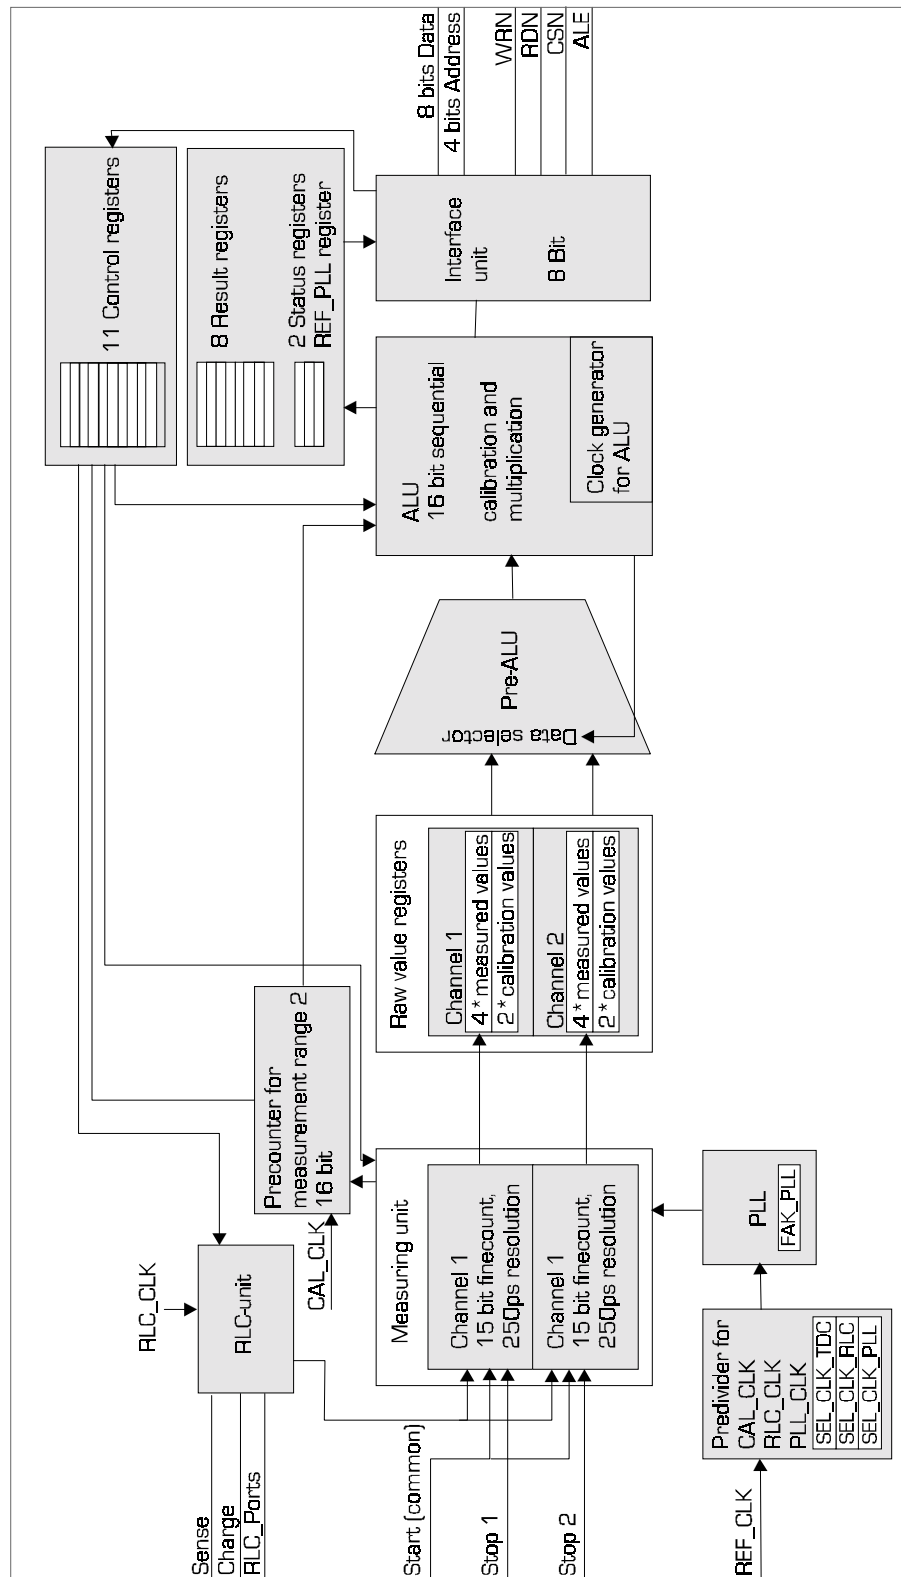 8 bits Data
4 bits Address
WRN
RDN
CSN
ALE
11 Control registers
8 Result registers
2 Status registers
REF_PLL register
Interface
unit
8 Bit
ALU
16 bit sequential
calibration and
multiplication
Clock generator
for ALU
Pre-ALU
Data selector
Raw value registers
Channel 1
4*measured values
2*calibration values
Channel 2
4*measured values
2*calibration values
Precounter for
measurement range 2
16 bit
CAL_CLK
RLC_CLK
RLC-unit
Measuring unit
Channel 1
15 bit finecount,
250ps resolution
Channel 1
15 bit finecount,
250ps resolution
PLL
FAK_PLL
Predivider for
CAL_CLK
RLC_CLK
PLL_CLK
SEL_CLK_TDC
SEL_CLK_RLC
SEL_CLK_PLL
Sense
Charge
RLC_Ports
Start (common)
Stop 1
Stop 2
REF_CLK